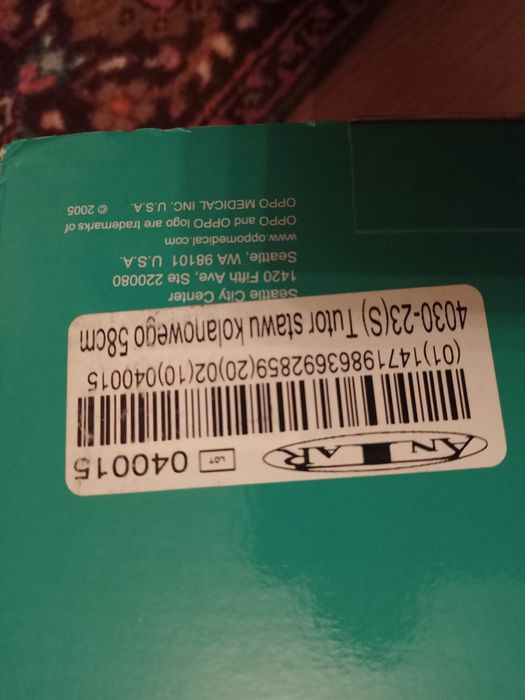 LOT 040015
(01)14719863692859(20)02(10)040015
4030-23(S) Tutor stawu kolanowego 58cm
Seattle City Center
1420 Fifth Ave, Ste 220080
Seattle, WA 98101 U.S.A.
www.oppomedical.com
OPPO and OPPO logo are trademarks of
OPPO MEDICAL INC. U.S.A. © 2005